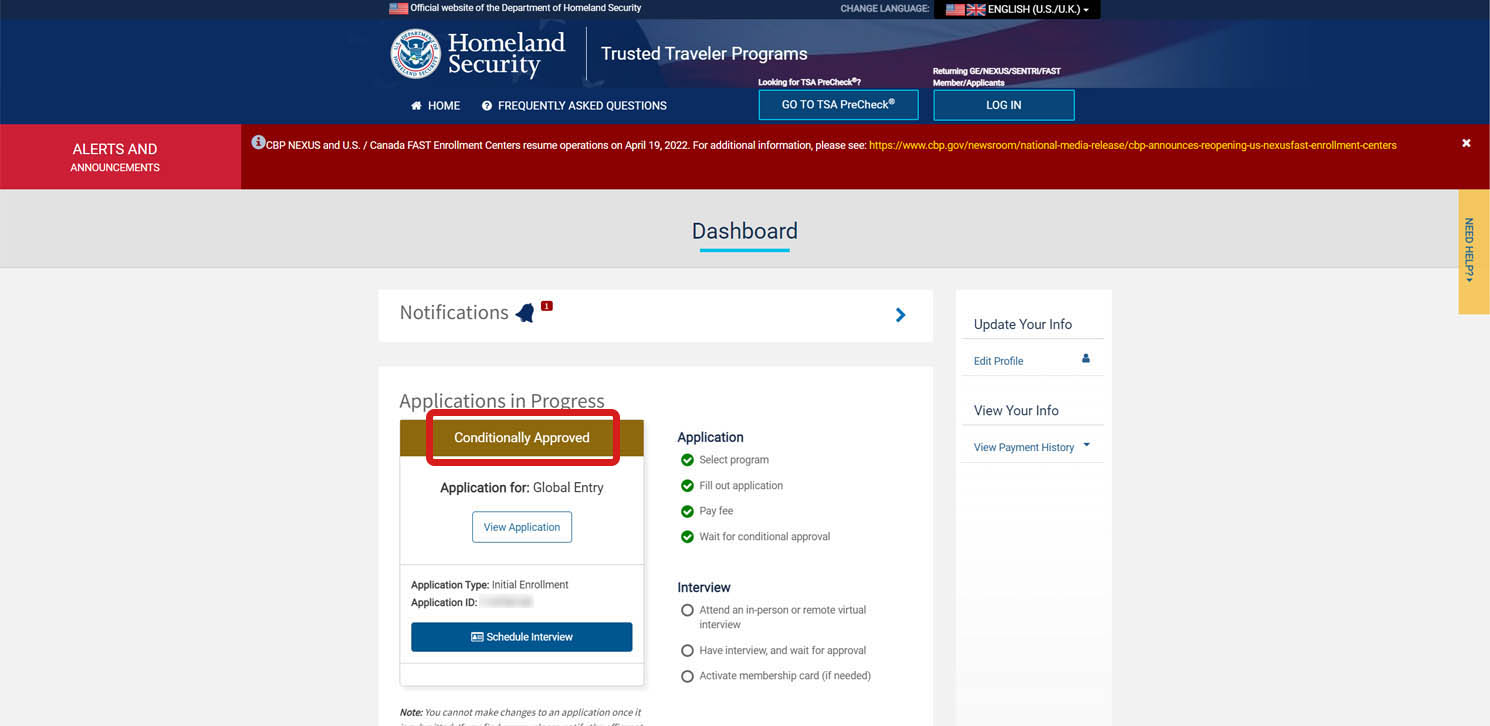 Official website of the Department of Homeland Security
CHANGE LANGUAGE:
ENGLISH (U.S./U.K.)
U.S. DEPARTMENT OF HOMELAND SECURITY
Homeland
Security
Trusted Traveler Programs
Looking for TSA PreCheck®?
GO TO TSA PreCheck®
Returning GE/NEXUS/SENTRI/FAST
Member/Applicants
LOG IN
HOME
FREQUENTLY ASKED QUESTIONS
ALERTS AND
ANNOUNCEMENTS
CBP NEXUS and U.S. / Canada FAST Enrollment Centers resume operations on April 19, 2022. For additional information, please see: https://www.cbp.gov/newsroom/national-media-release/cbp-announces-reopening-us-nexusfast-enrollment-centers
NEED HELP?
Dashboard
Notifications 1
Applications in Progress
Conditionally Approved
Application for: Global Entry
View Application
Application Type: Initial Enrollment
Application ID:
Schedule Interview
Note: You cannot make changes to an application once it
Application
Select program
Fill out application
Pay fee
Wait for conditional approval
Interview
Attend an in-person or remote virtual
interview
Have interview, and wait for approval
Activate membership card (if needed)
Update Your Info
Edit Profile
View Your Info
View Payment History